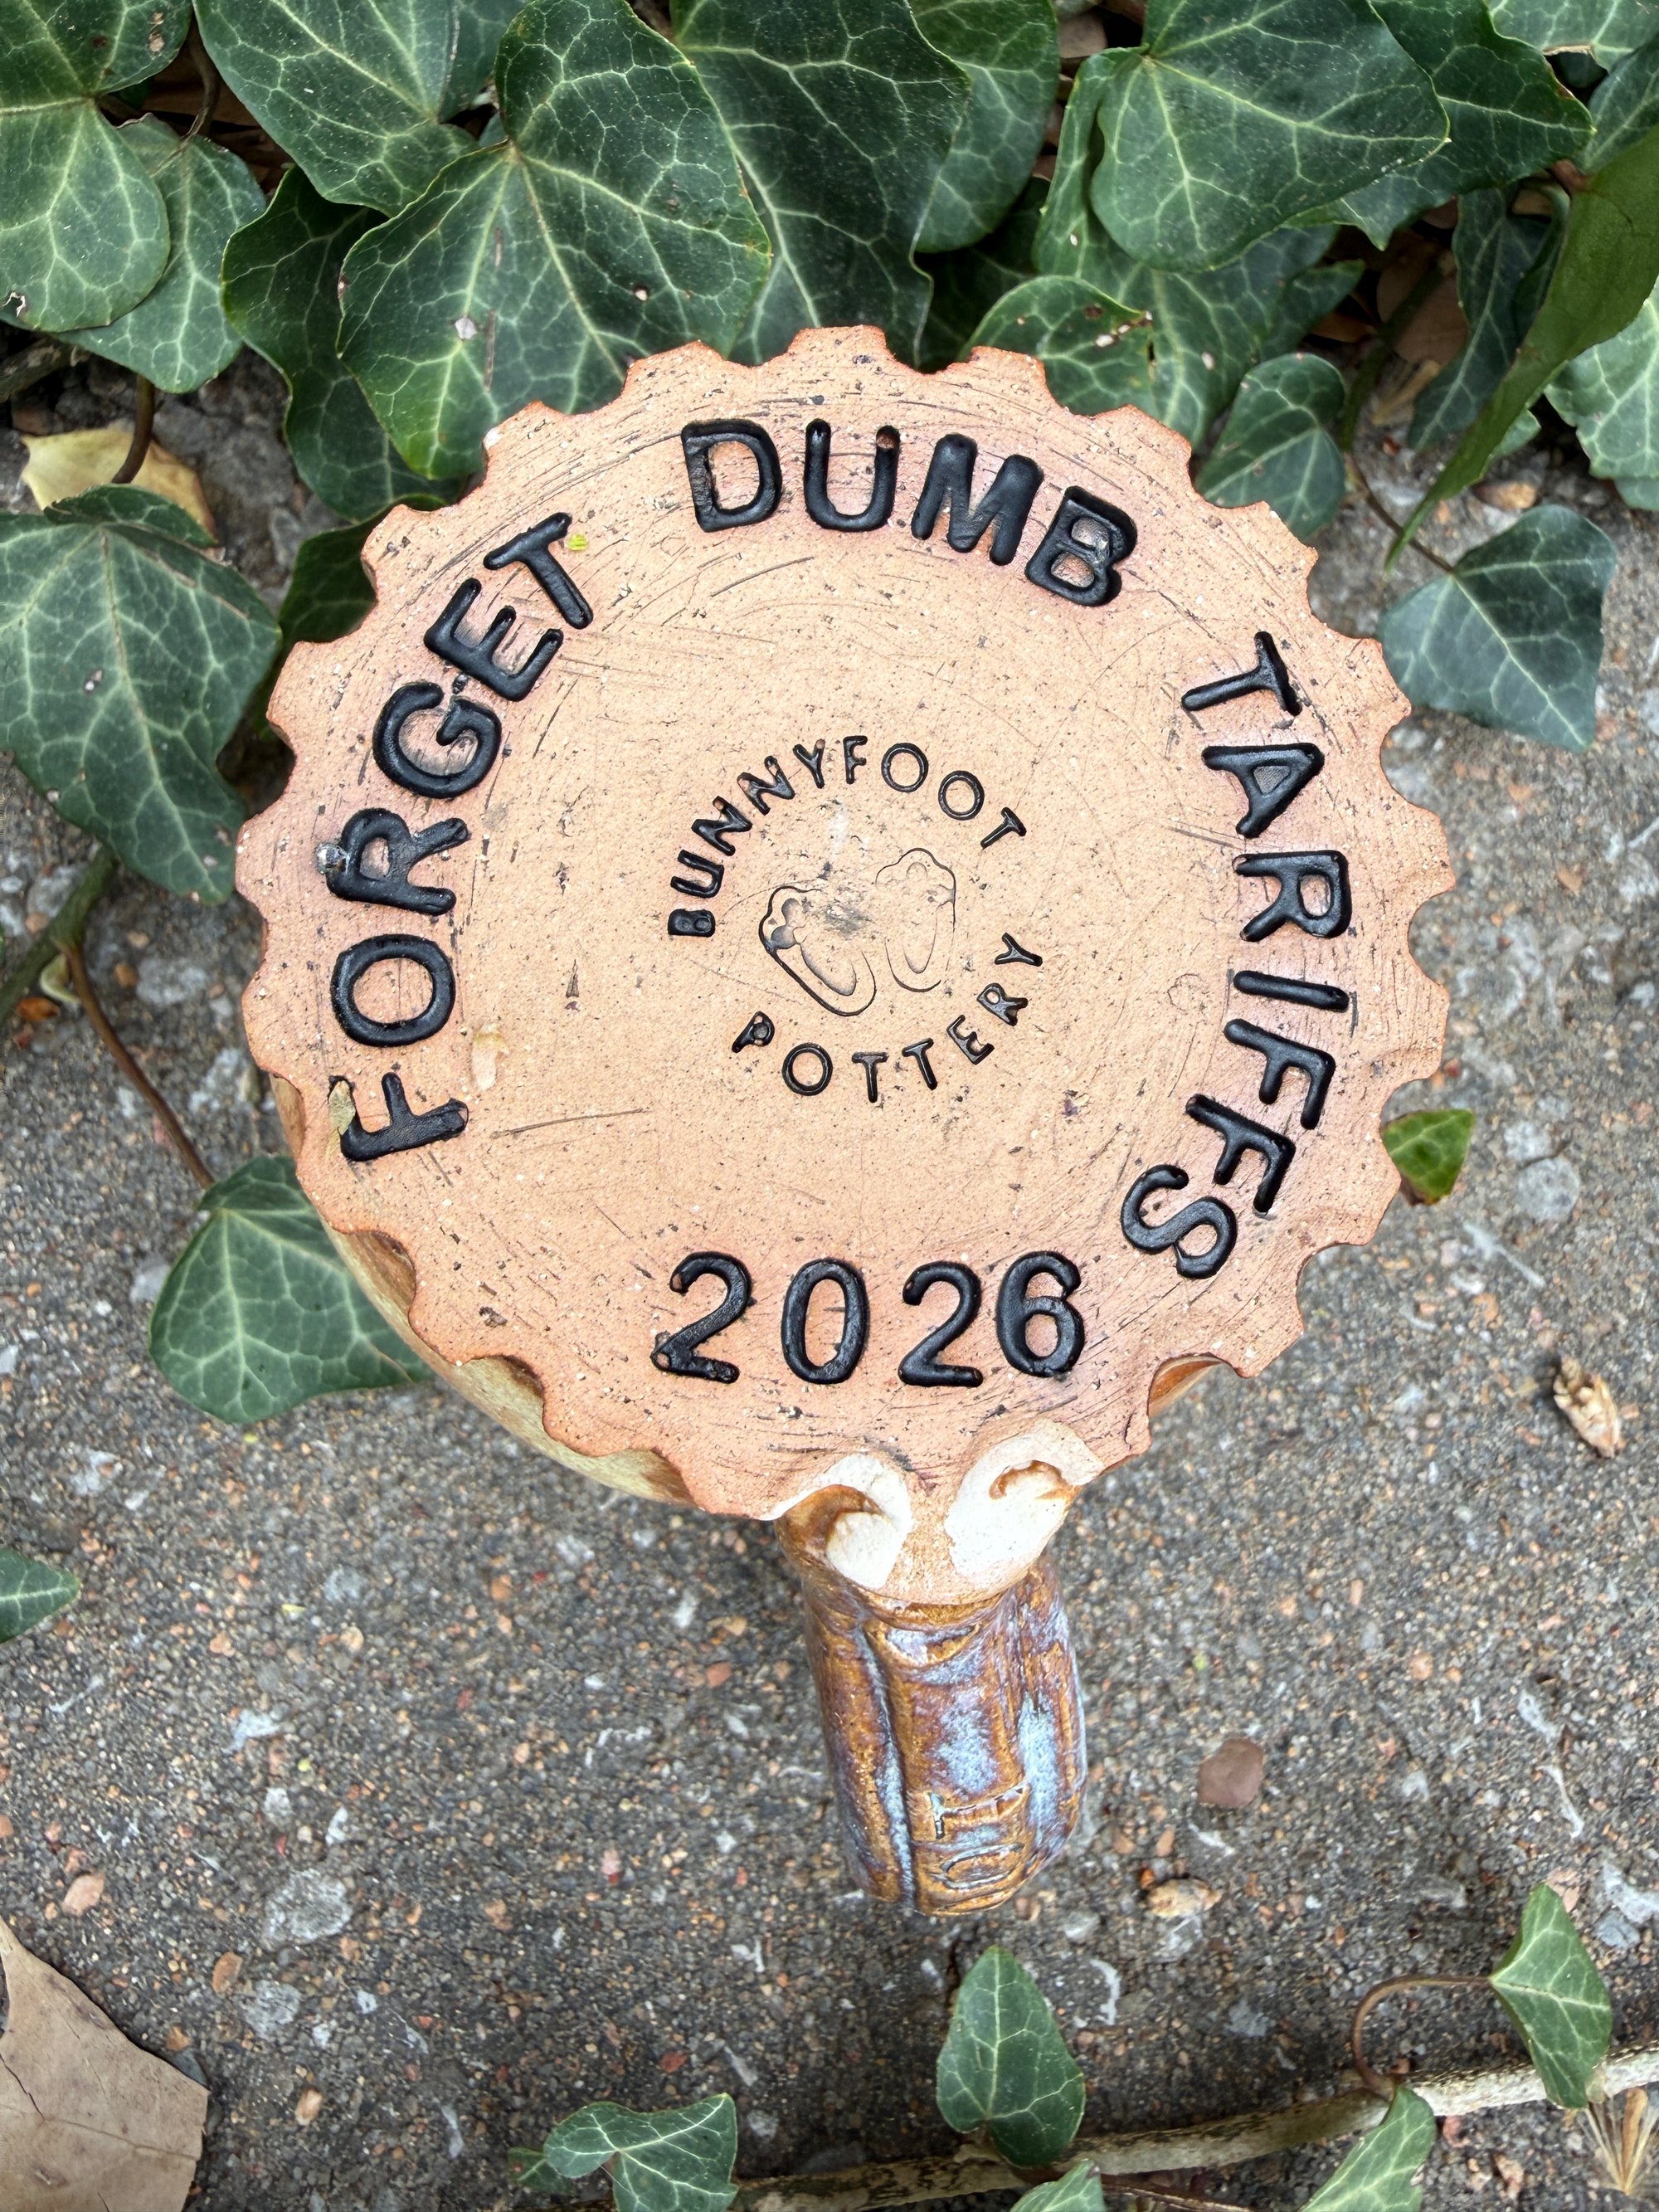 FORGET DUMB TARIFFS
2026
BUNNYFOOT
POTTERY